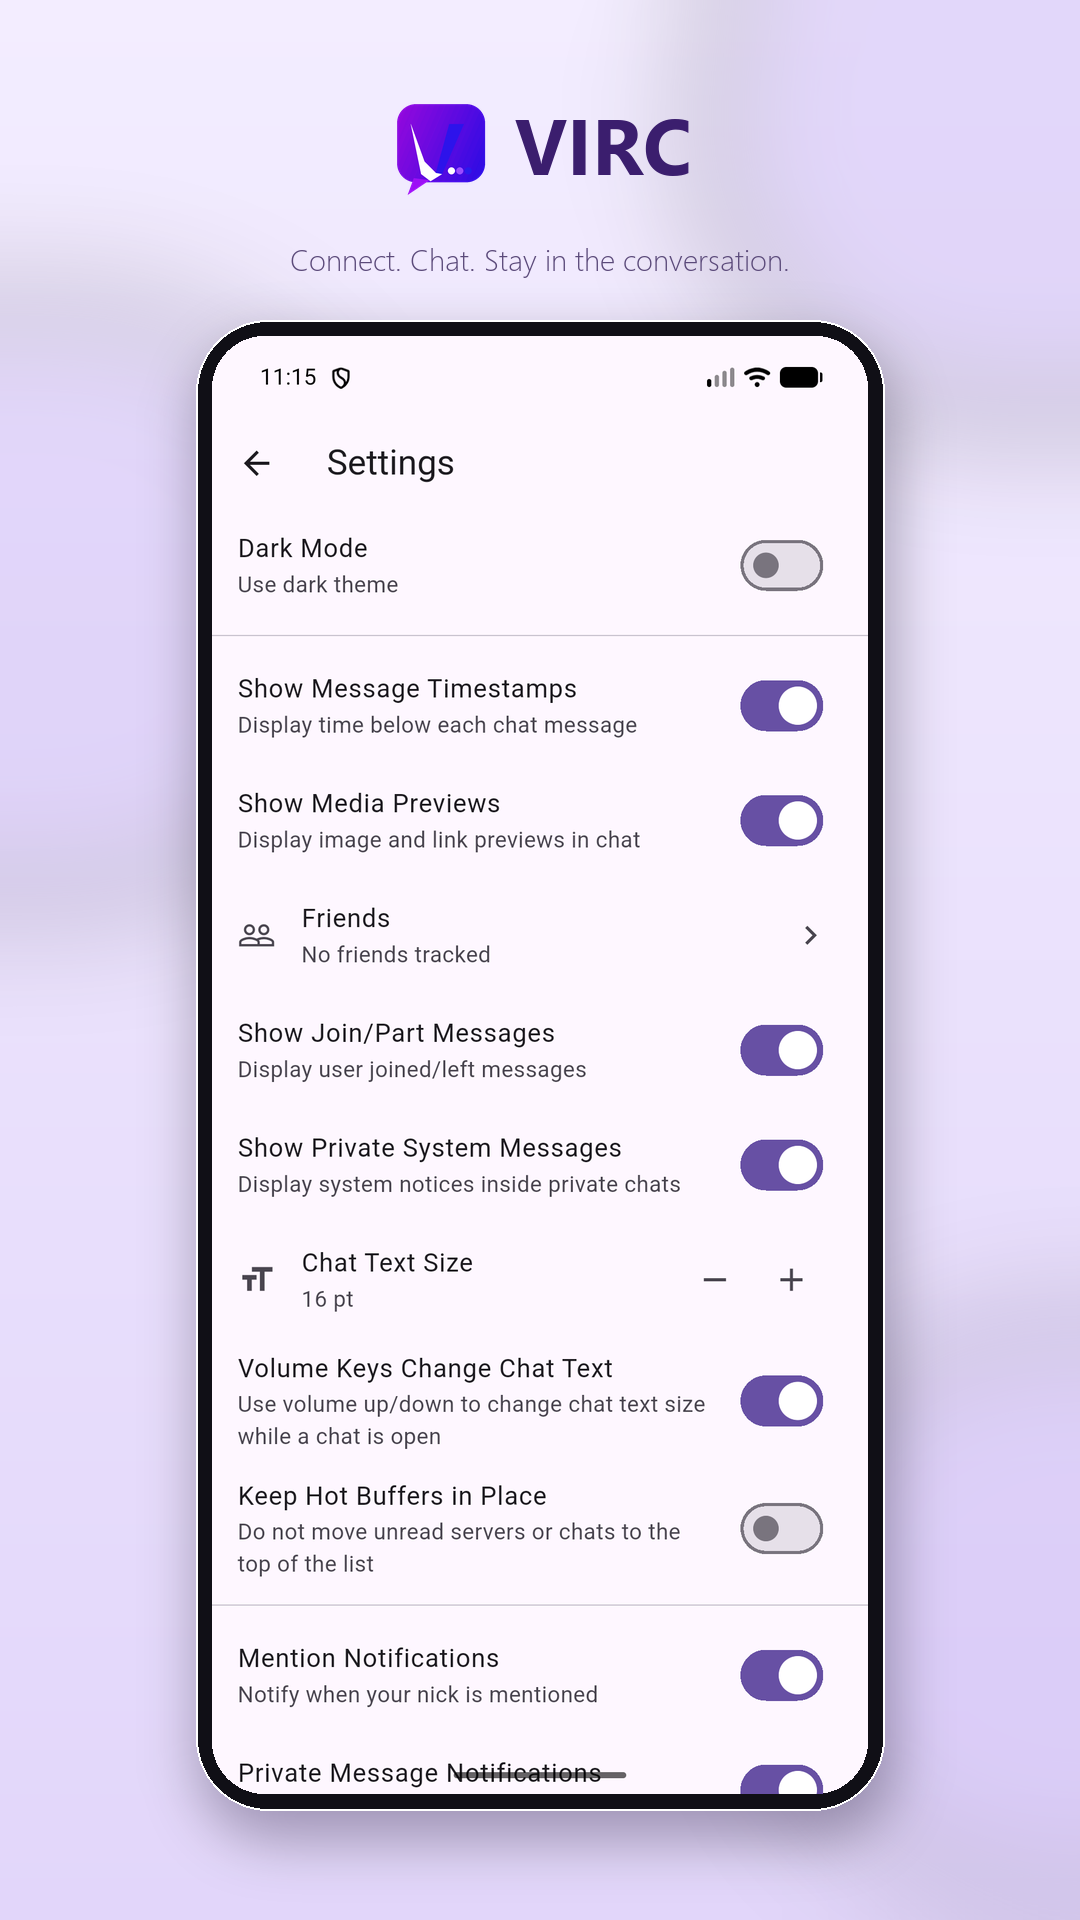 VIRC
Connect. Chat. Stay in the conversation.
11:15
Settings
Dark Mode
Use dark theme
Show Message Timestamps
Display time below each chat message
Show Media Previews
Display image and link previews in chat
Friends
No friends tracked
Show Join/Part Messages
Display user joined/left messages
Show Private System Messages
Display system notices inside private chats
Chat Text Size
16 pt
Volume Keys Change Chat Text
Use volume up/down to change chat text size
while a chat is open
Keep Hot Buffers in Place
Do not move unread servers or chats to the
top of the list
Mention Notifications
Notify when your nick is mentioned
Private Message Notifications